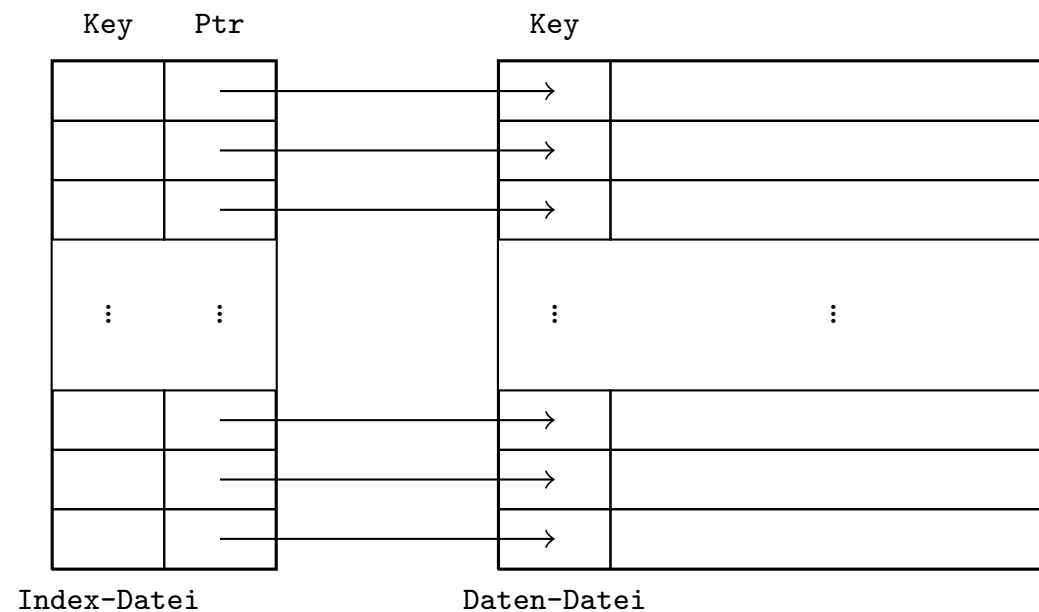 Key Ptr Key
⋮ ⋮ ⋮ ⋮
Index-Datei Daten-Datei